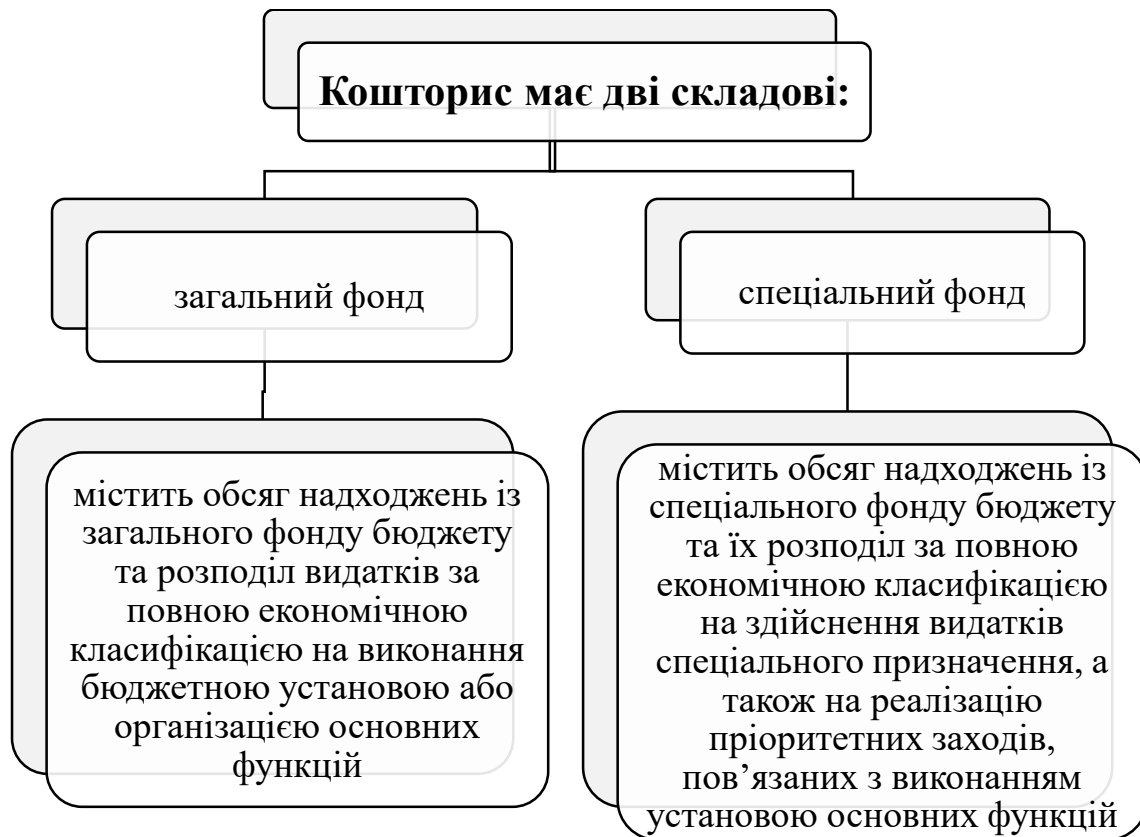 Кошторис має дві складові:
загальний фонд
містить обсяг надходжень із
загального фонду бюджету
та розподіл видатків за
повною економічною
класифікацією на виконання
бюджетною установою або
організацією основних
функцій
спеціальний фонд
містить обсяг надходжень із
спеціального фонду бюджету
та їх розподіл за повною
економічною класифікацією
на здійснення видатків
спеціального призначення, а
також на реалізацію
пріоритетних заходів,
пов’язаних з виконанням
установою основних функцій